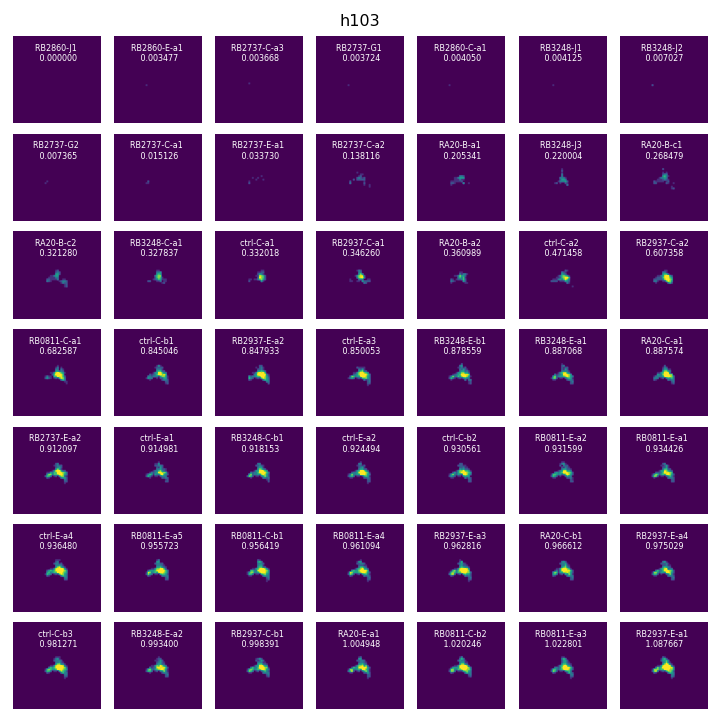 h103
RB2860-J1
0.000000
RB2860-E-a1
0.003477
RB2737-C-a3
0.003668
RB2737-G1
0.003724
RB2860-C-a1
0.004050
RB3248-J1
0.004125
RB3248-J2
0.007027
RB2737-G2
0.007365
RB2737-C-a1
0.015126
RB2737-E-a1
0.033730
RB2737-C-a2
0.138116
RA20-B-a1
0.205341
RB3248-J3
0.220004
RA20-B-c1
0.268479
RA20-B-c2
0.321280
RB3248-C-a1
0.327837
ctrl-C-a1
0.332018
RB2937-C-a1
0.346260
RA20-B-a2
0.360989
ctrl-C-a2
0.471458
RB2937-C-a2
0.607358
RB0811-C-a1
0.682587
ctrl-C-b1
0.845046
RB2937-E-a2
0.847933
ctrl-E-a3
0.850053
RB3248-E-b1
0.878559
RB3248-E-a1
0.887068
RA20-C-a1
0.887574
RB2737-E-a2
0.912097
ctrl-E-a1
0.914981
RB3248-C-b1
0.918153
ctrl-E-a2
0.924494
ctrl-C-b2
0.930561
RB0811-E-a2
0.931599
RB0811-E-a1
0.934426
ctrl-E-a4
0.936480
RB0811-E-a5
0.955723
RB0811-C-b1
0.956419
RB0811-E-a4
0.961094
RB2937-E-a3
0.962816
RA20-C-b1
0.966612
RB2937-E-a4
0.975029
ctrl-C-b3
0.981271
RB3248-E-a2
0.993400
RB2937-C-b1
0.998391
RA20-E-a1
1.004948
RB0811-C-b2
1.020246
RB0811-E-a3
1.022801
RB2937-E-a1
1.087667